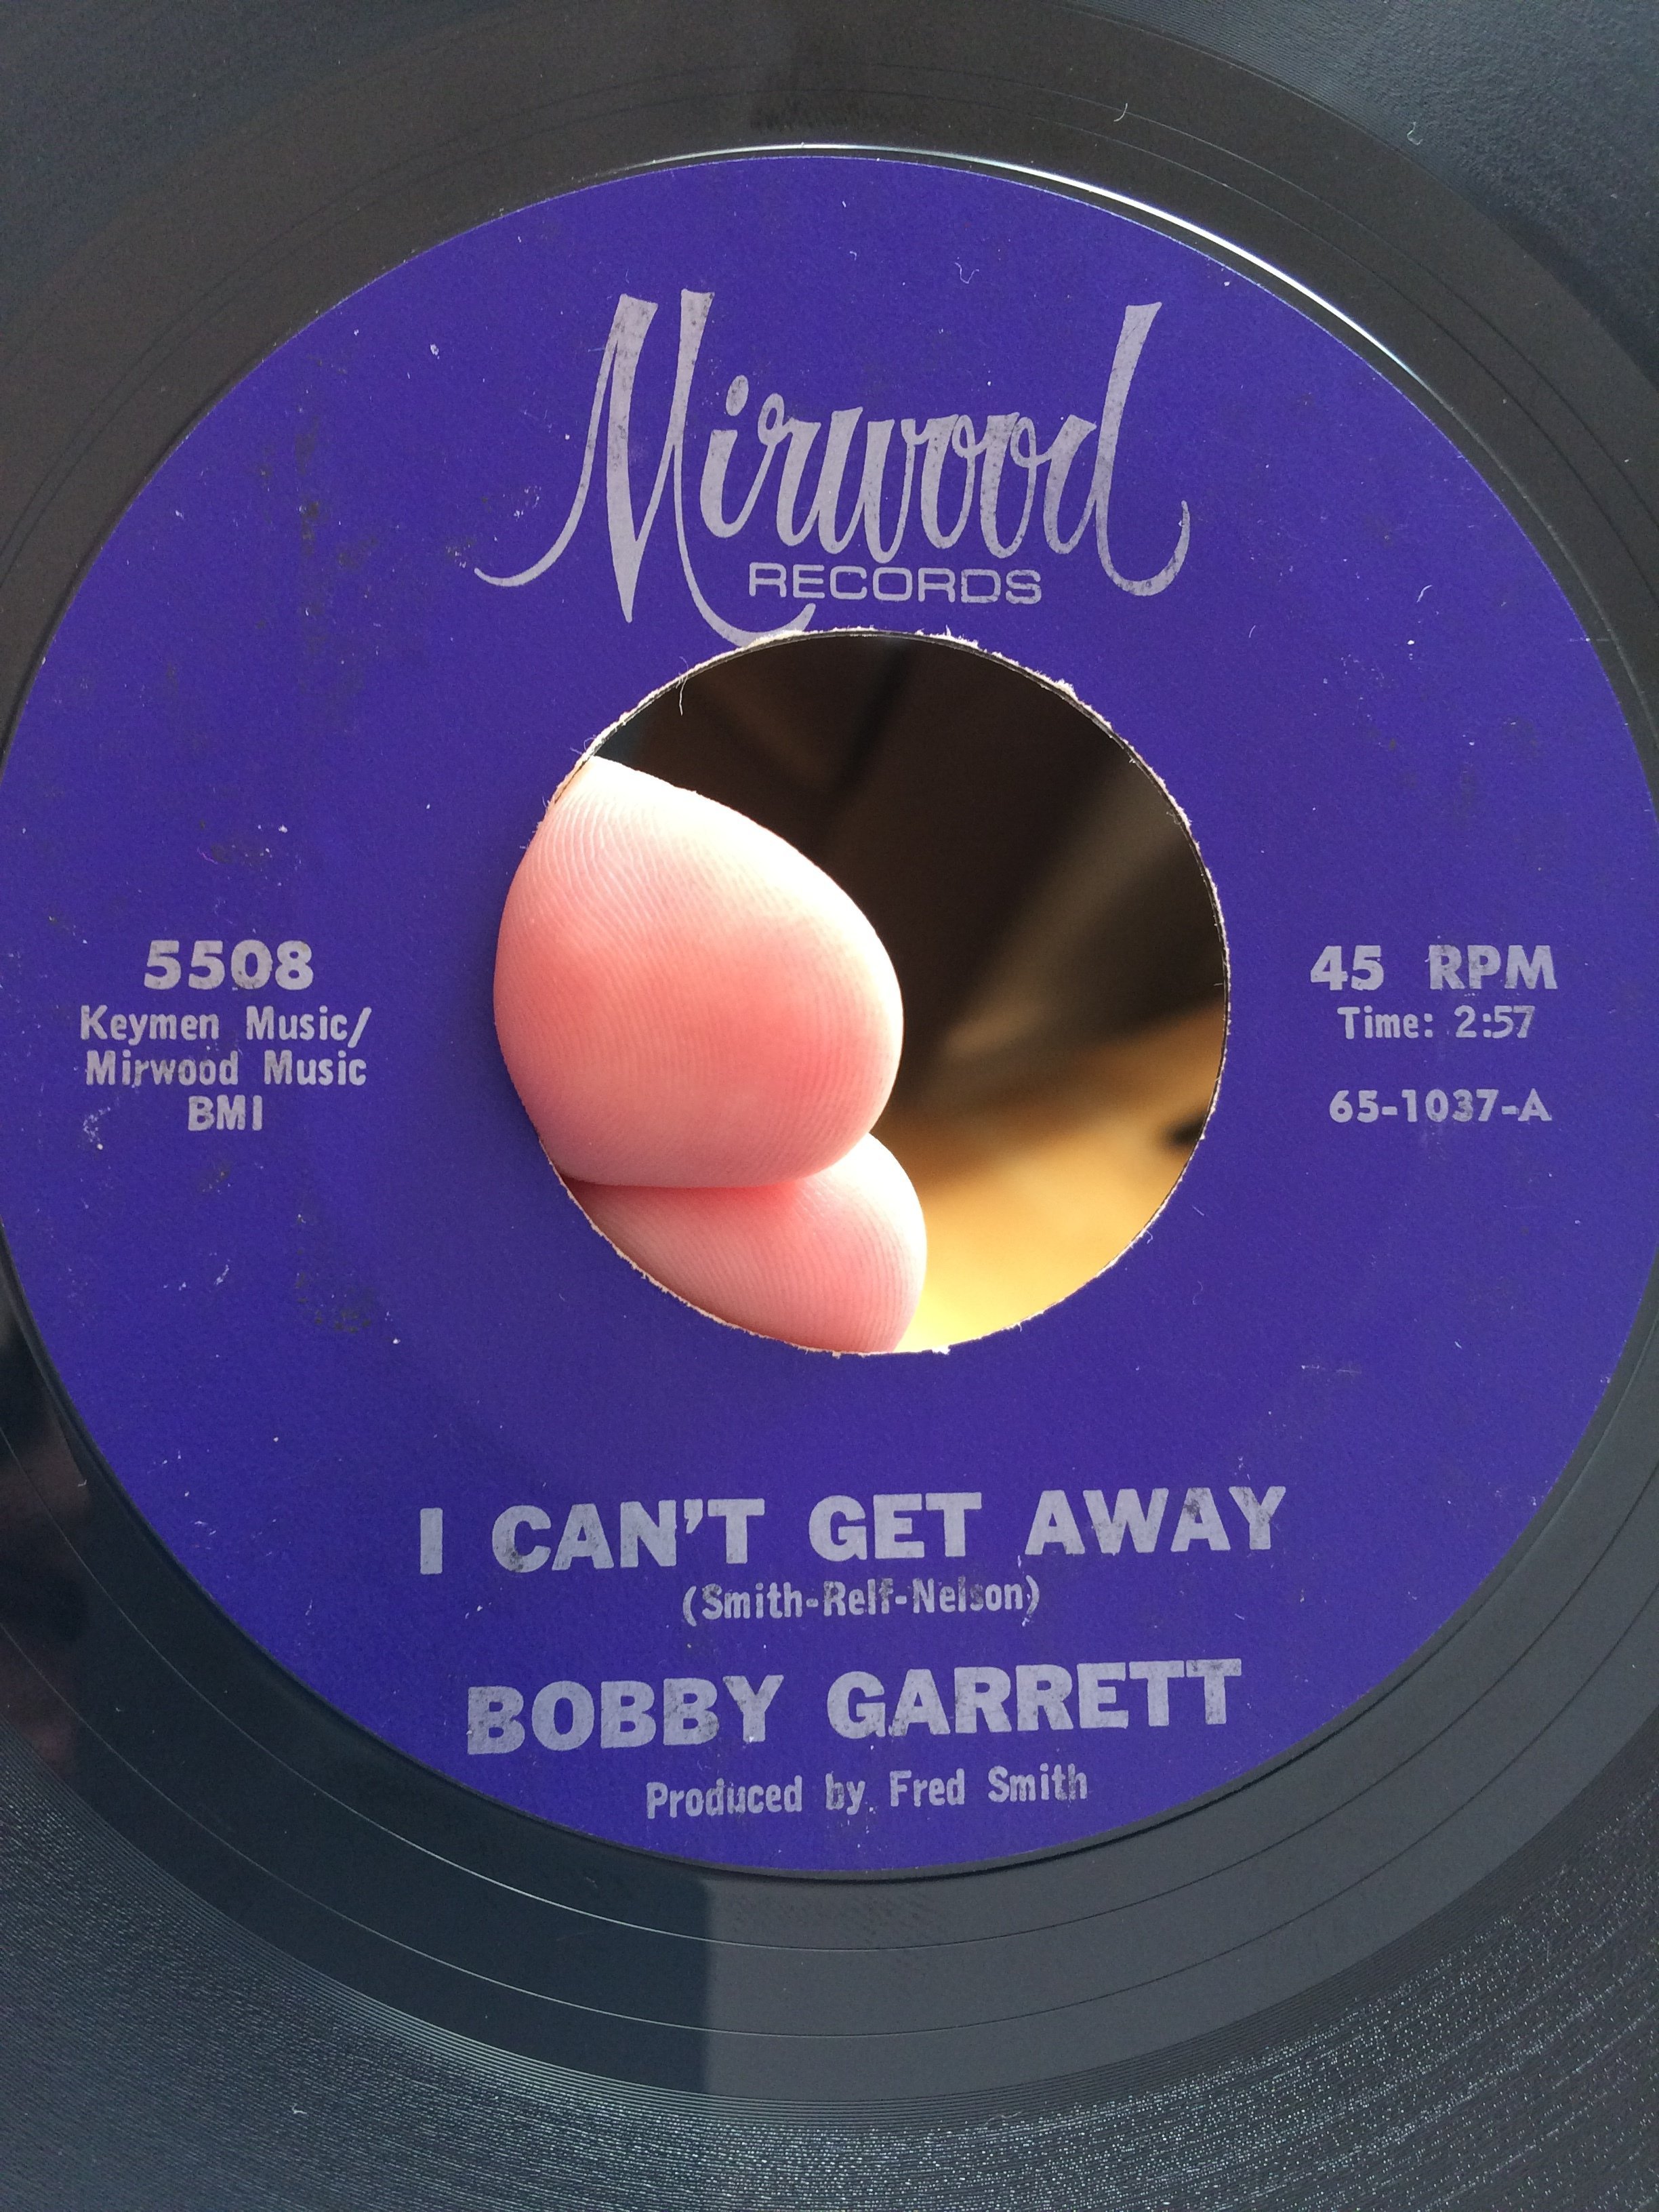 Mirwood
RECORDS
5508
Keymen Music/
Mirwood Music
BMI
45 RPM
Time: 2:57
65-1037-A
I CAN'T GET AWAY
(Smith-Relf-Nelson)
BOBBY GARRETT
Produced by Fred Smith